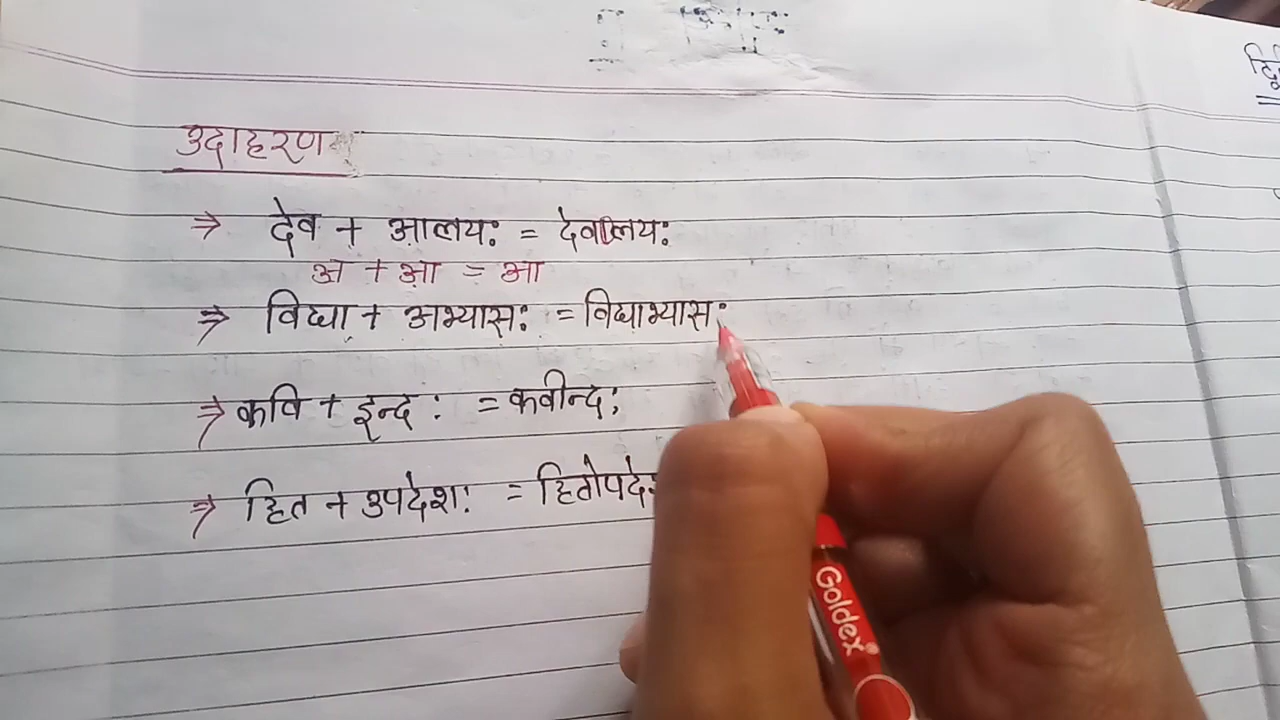 उदाहरण
⇒ देव + आलयः = देवालयः
अ + आ = आ
⇒ विद्या + अभ्यासः = विद्याभ्यासः
⇒ कवि + इन्द्रः = कवीन्द्रः
⇒ हित + उपदेशः = हितोपदे
Goldex